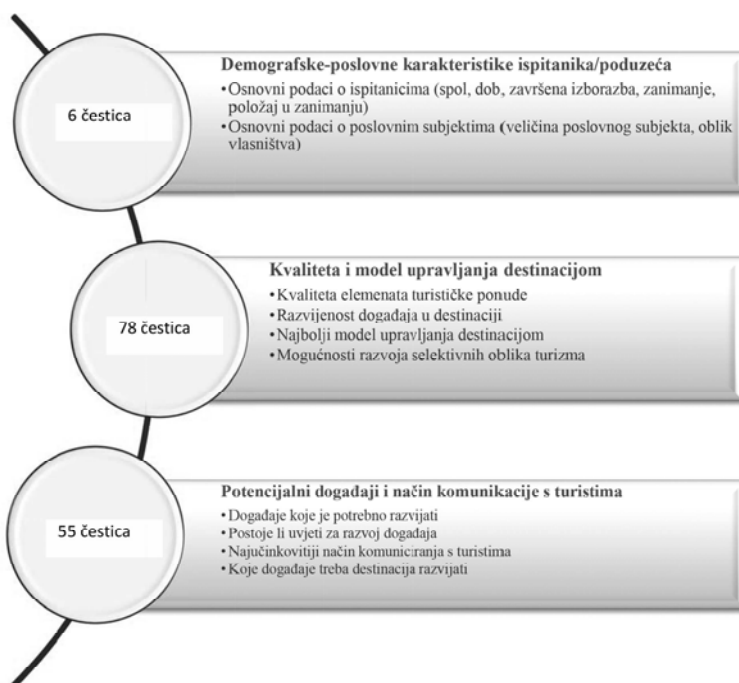 6 čestica
Demografske-poslovne karakteristike ispitanika/poduzeća
•Osnovni podaci o ispitanicima (spol, dob, završena izborazba, zanimanje,
položaj u zanimanju)
•Osnovni podaci o poslovnim subjektima (veličina poslovnog subjekta, oblik
vlasništva)
78 čestica
Kvaliteta i model upravljanja destinacijom
•Kvaliteta elemenata turističke ponude
•Razvijenost događaja u destinaciji
•Najbolji model upravljanja destinacijom
•Mogućnosti razvoja selektivnih oblika turizma
55 čestica
Potencijalni događaji i način komunikacije s turistima
•Događaje koje je potrebno razvijati
•Postoje li uvjeti za razvoj događaja
•Najučinkovitiji način komuniciranja s turistima
•Koje događaje treba destinacija razvijati